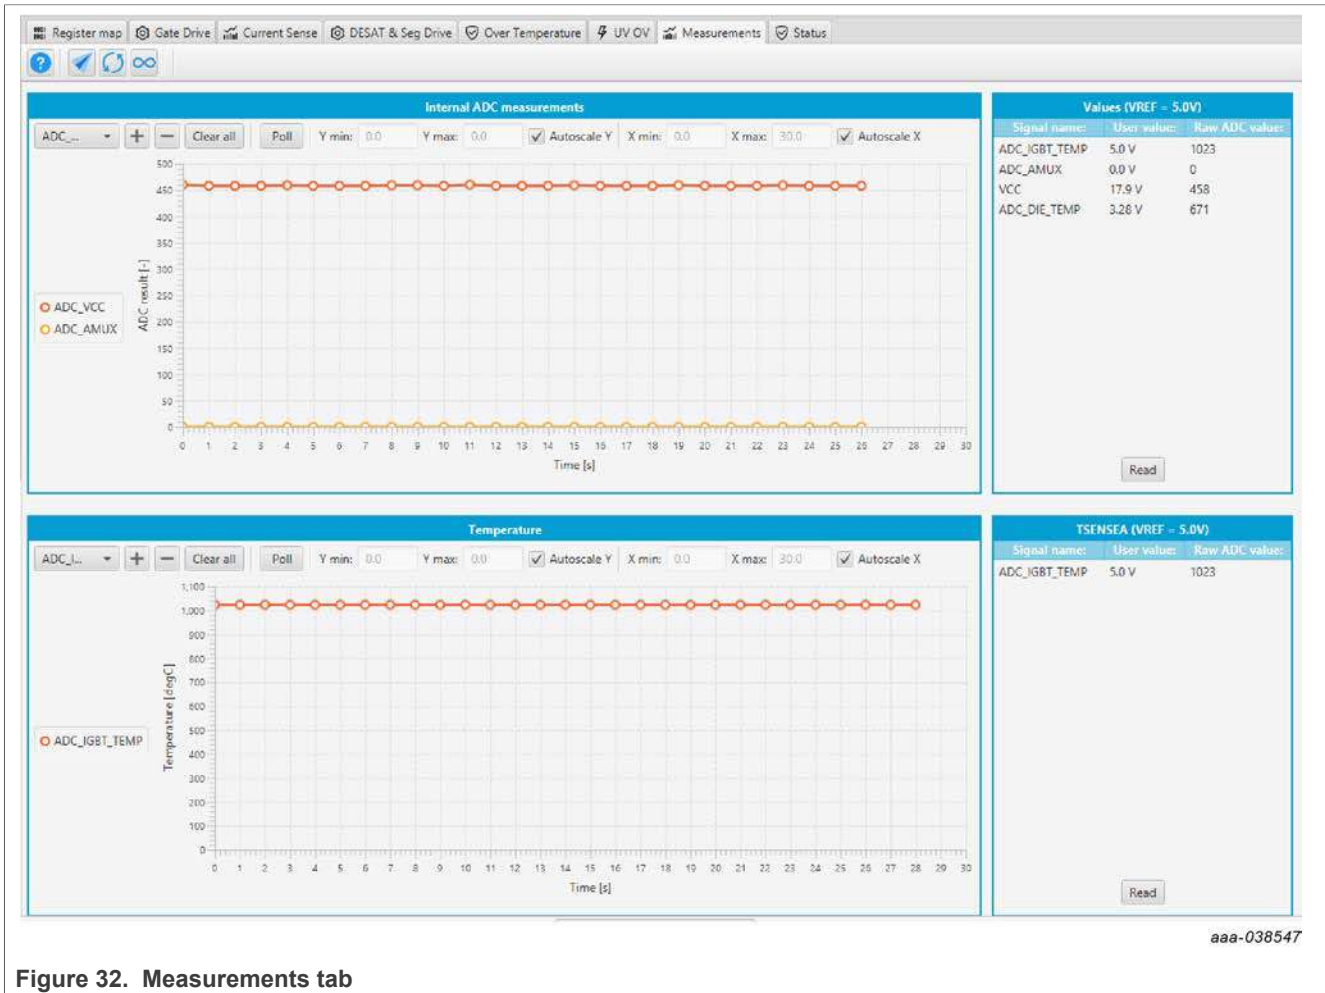 Register map Gate Drive Current Sense DESAT & Seg Drive Over Temperature UV OV Measurements Status
Internal ADC measurements
ADC_... Clear all Poll Y min: 0.0 Y max: 0.0 Autoscale Y X min: 0.0 X max: 30.0 Autoscale X
500
450
400
350
300
250
200
150
100
50
0
ADC result [-]
ADC_VCC
ADC_AMUX
0 1 2 3 4 5 6 7 8 9 10 11 12 13 14 15 16 17 18 19 20 21 22 23 24 25 26 27 28 29 30
Time [s]
Values (VREF = 5.0V)
Signal name: User value: Raw ADC value:
ADC_IGBT_TEMP 5.0 V 1023
ADC_AMUX 0.0 V 0
VCC 17.9 V 458
ADC_DIE_TEMP 3.28 V 671
Read
Temperature
ADC_I... Clear all Poll Y min: 0.0 Y max: 0.0 Autoscale Y X min: 0.0 X max: 30.0 Autoscale X
1,100
1,000
900
800
700
600
500
400
300
200
100
0
Temperature [degC]
ADC_IGBT_TEMP
0 1 2 3 4 5 6 7 8 9 10 11 12 13 14 15 16 17 18 19 20 21 22 23 24 25 26 27 28 29 30
Time [s]
TSENSEA (VREF = 5.0V)
Signal name: User value: Raw ADC value:
ADC_IGBT_TEMP 5.0 V 1023
Read
aaa-038547
Figure 32. Measurements tab